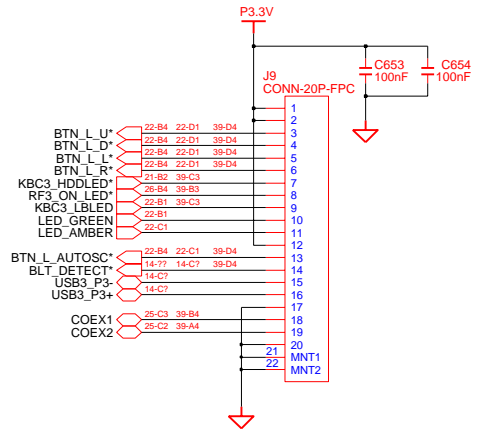 P3.3V
C653
100nF
C654
100nF
J9
CONN-20P-FPC
1
2
BTN_L_U* 22-B4 22-D1 39-D4 3
BTN_L_D* 22-B4 22-D1 39-D4 4
BTN_L_L* 22-B4 22-D1 39-D4 5
BTN_L_R* 22-B4 22-D1 39-D4 6
KBC3_HDDLED* 21-B2 39-C3 7
RF3_ON_LED* 26-B4 39-B3 8
KBC3_LBLED 22-B1 39-C3 9
LED_GREEN 22-B1 10
LED_AMBER 22-C1 11
12
BTN_L_AUTOSC* 22-B4 22-C1 39-D4 13
BLT_DETECT* 14-?? 14-C? 39-D4 14
USB3_P3- 14-C? 15
USB3_P3+ 14-C? 16
17
COEX1 25-C3 39-B4 18
COEX2 25-C2 39-A4 19
20
21 MNT1
22 MNT2